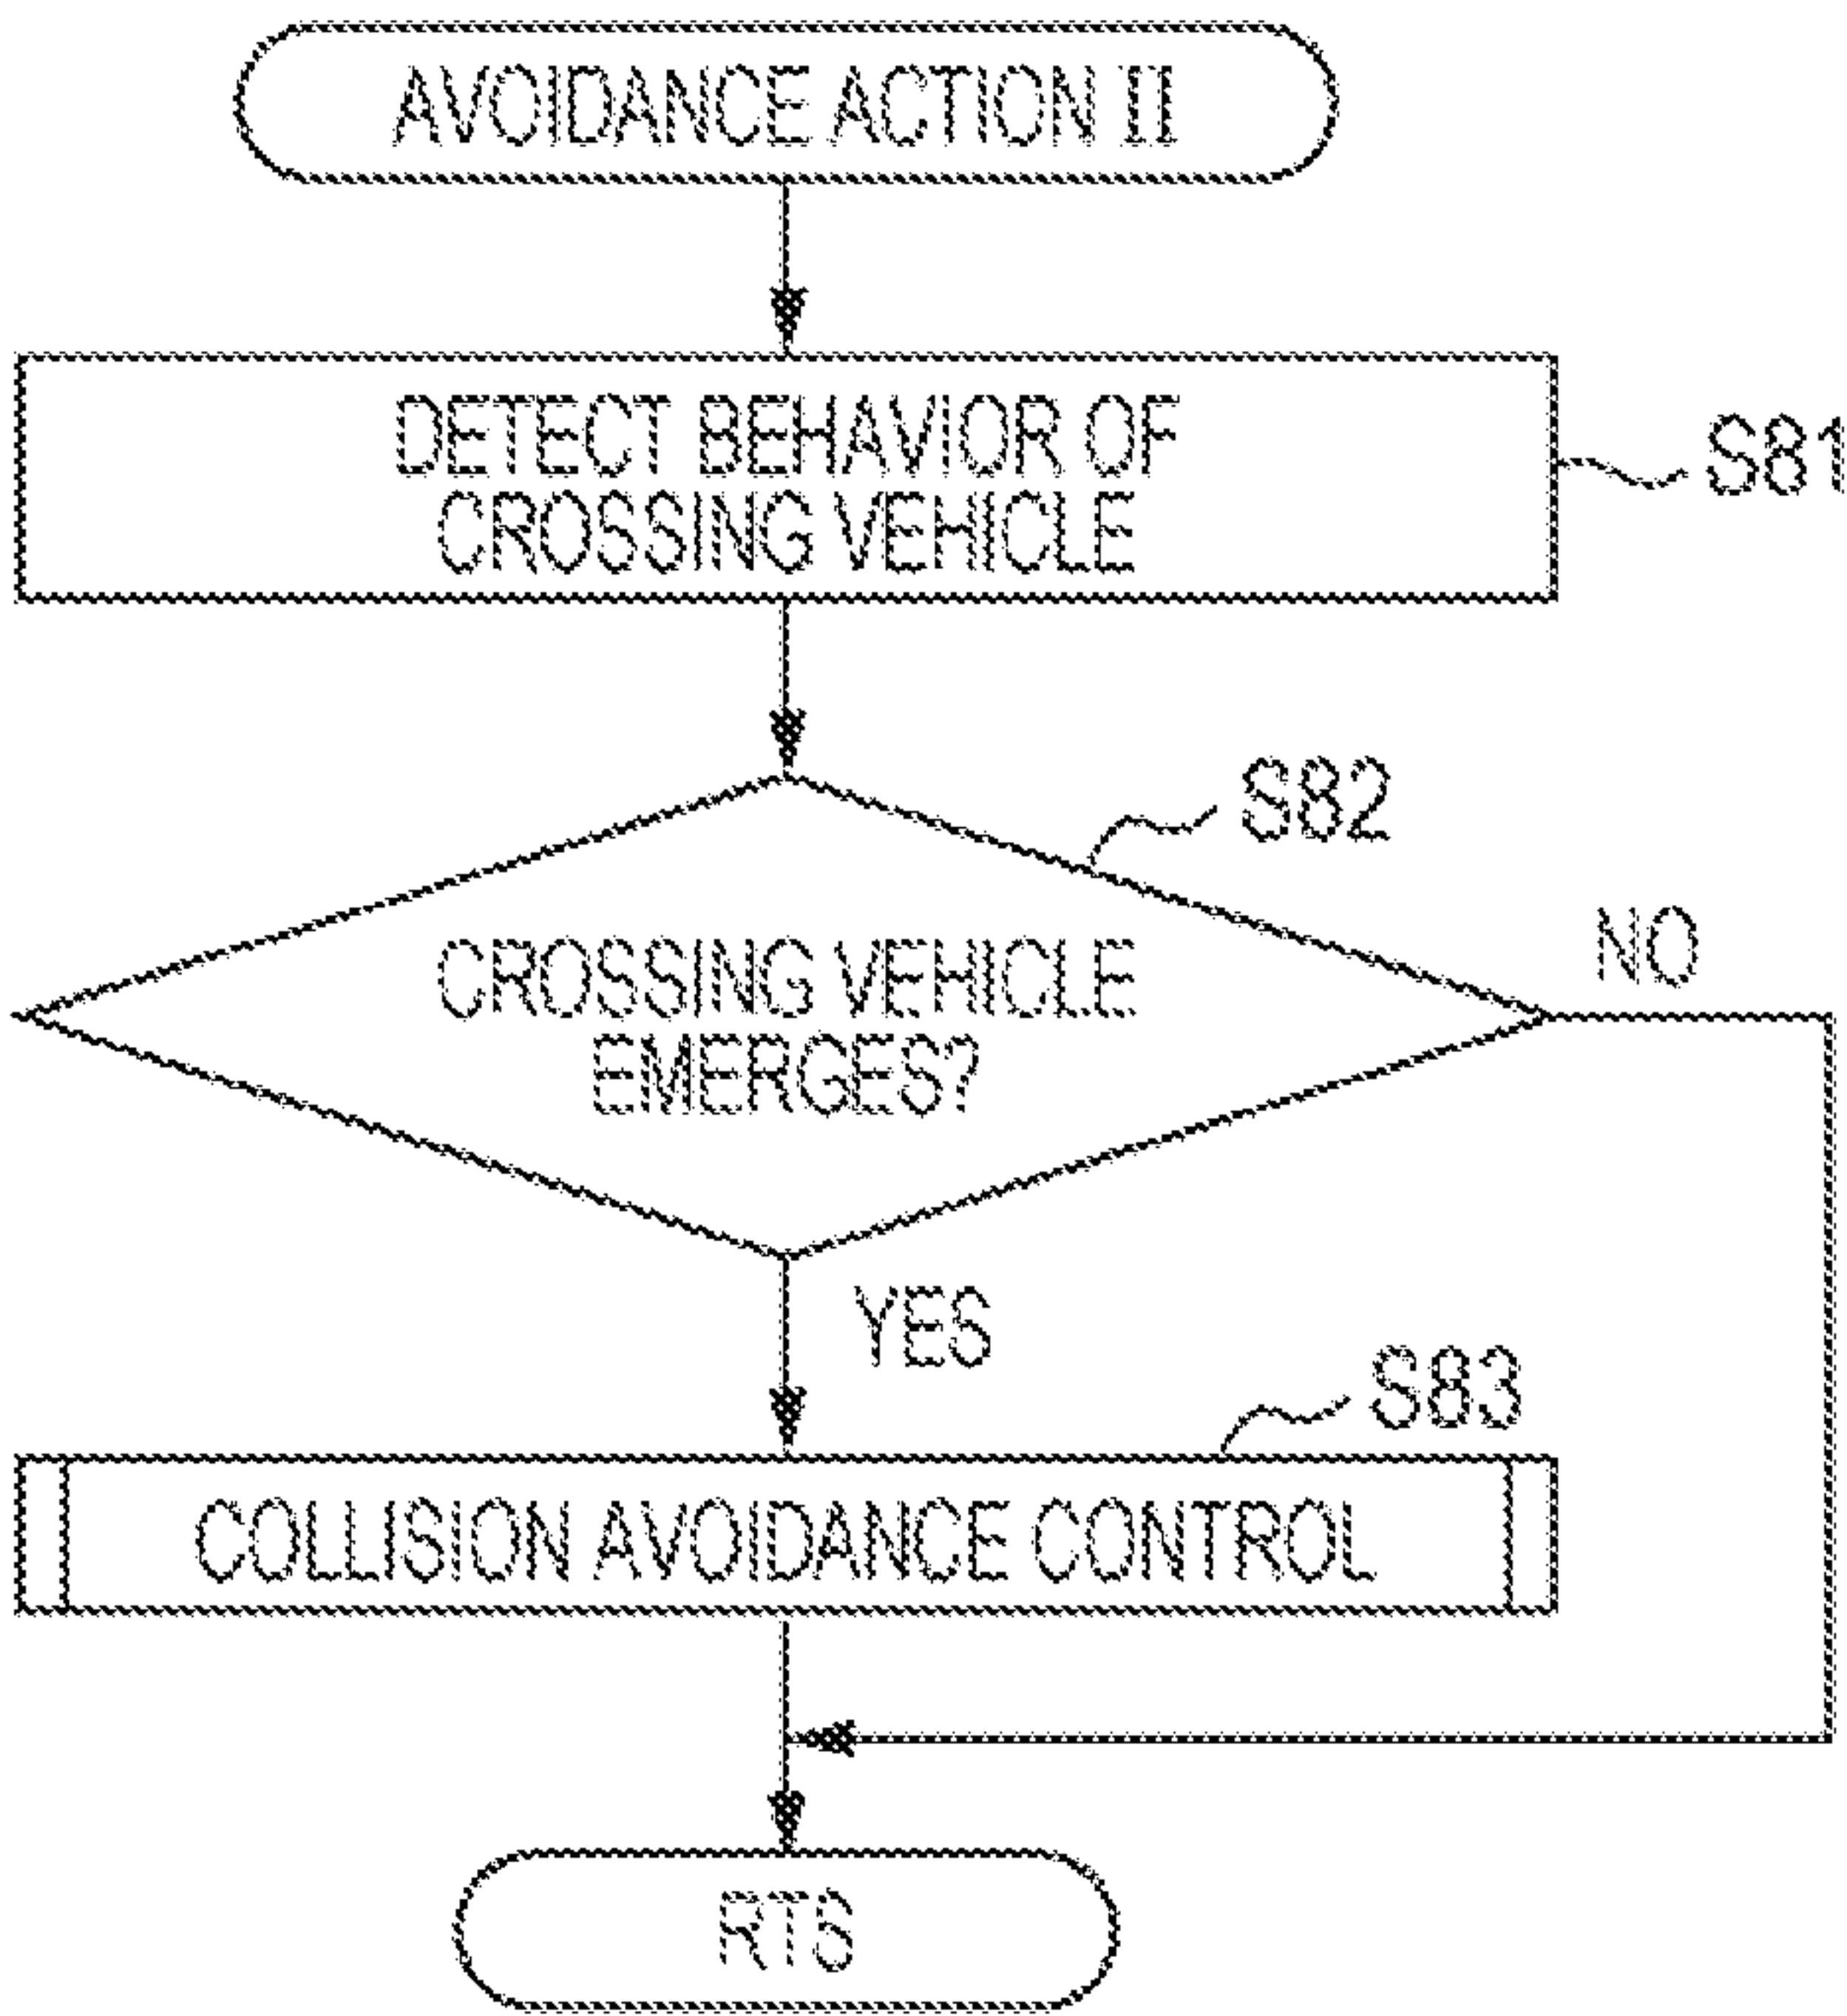 AVOIDANCE ACTION II
DETECT BEHAVIOR OF
CROSSING VEHICLE
S81
S82
CROSSING VEHICLE
EMERGES?
NO
YES
S83
COLLISION AVOIDANCE CONTROL
RTS